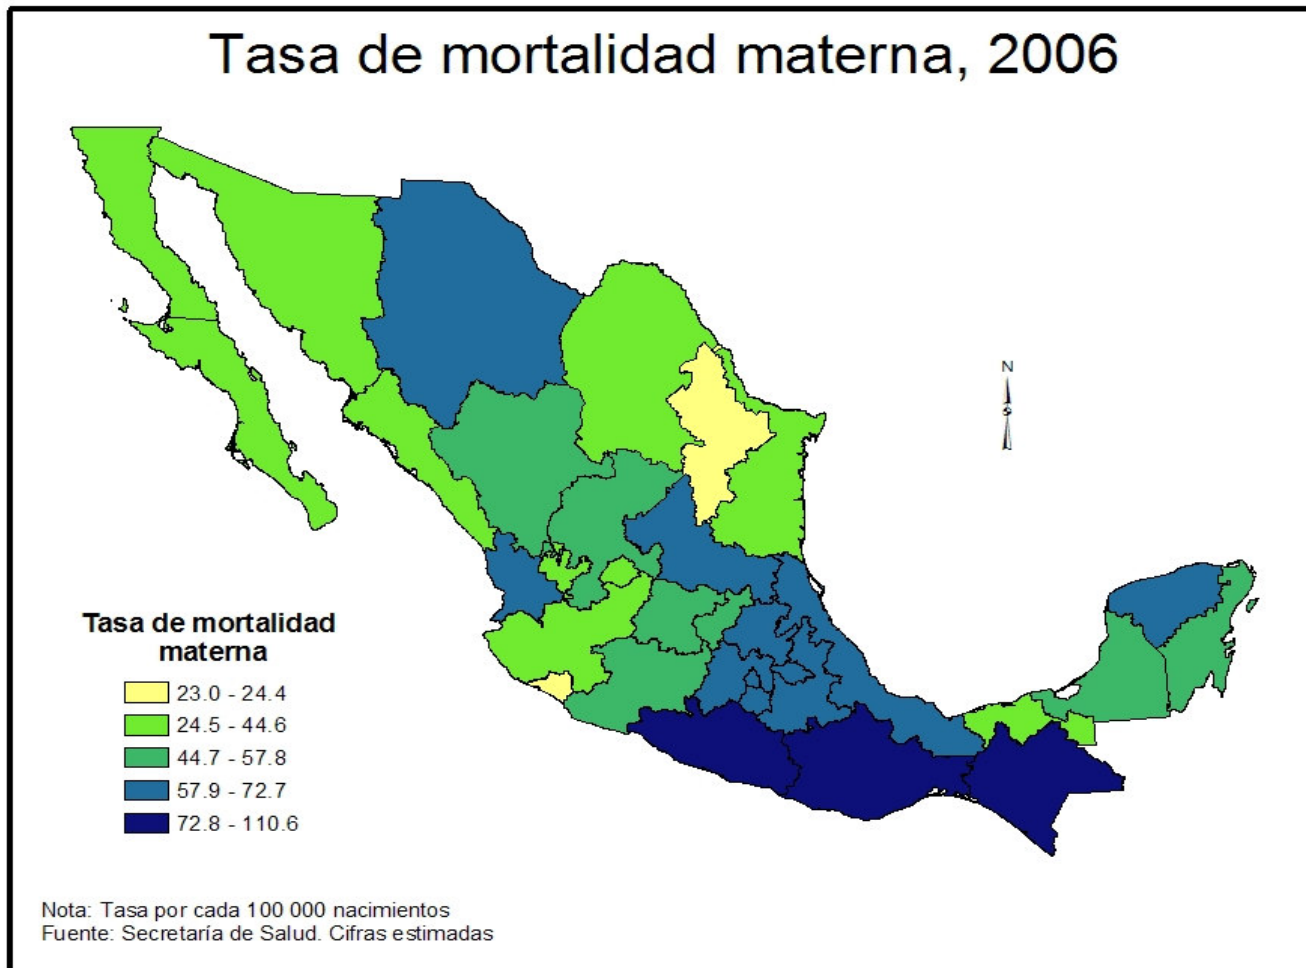 Tasa de mortalidad materna, 2006
N
Tasa de mortalidad
materna
23.0 - 24.4
24.5 - 44.6
44.7 - 57.8
57.9 - 72.7
72.8 - 110.6
Nota: Tasa por cada 100 000 nacimientos
Fuente: Secretaría de Salud. Cifras estimadas